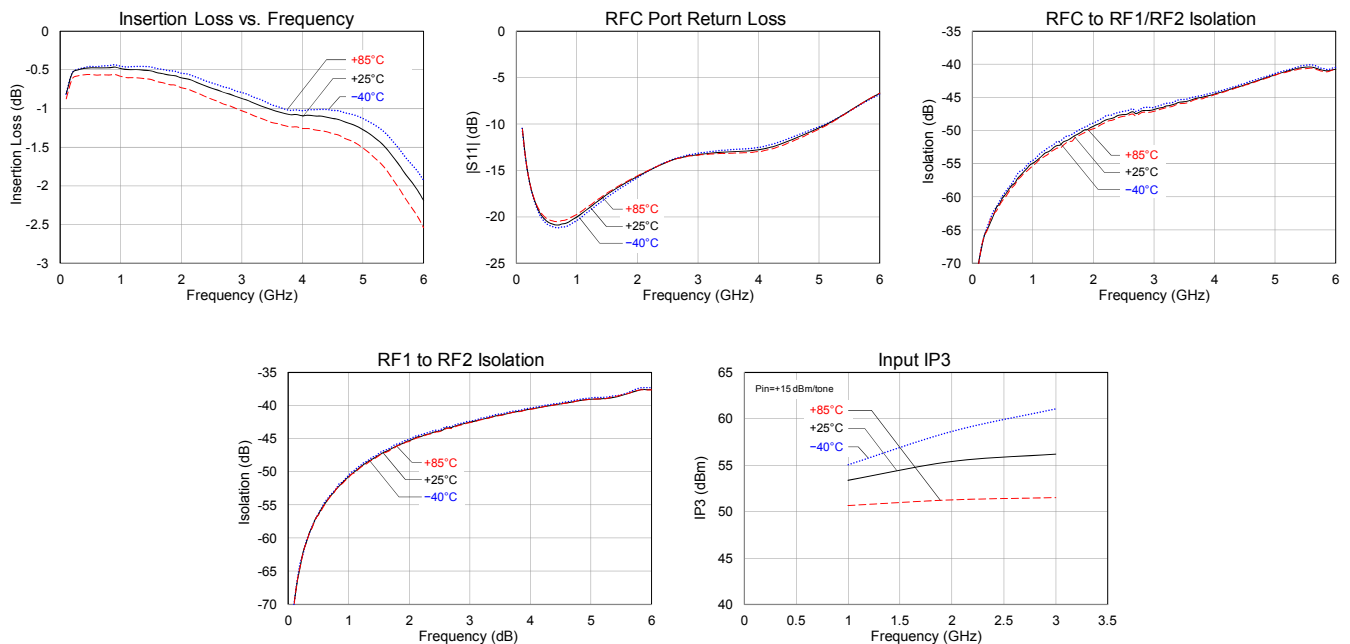 Insertion Loss vs. Frequency
0
-0.5
-1
-1.5
-2
-2.5
-3
Insertion Loss (dB)
+85°C
+25°C
−40°C
0 1 2 3 4 5 6
Frequency (GHz)
RFC Port Return Loss
0
-5
-10
-15
-20
-25
|S11| (dB)
+85°C
+25°C
−40°C
0 1 2 3 4 5 6
Frequency (GHz)
RFC to RF1/RF2 Isolation
-35
-40
-45
-50
-55
-60
-65
-70
Isolation (dB)
+85°C
+25°C
−40°C
0 1 2 3 4 5 6
Frequency (GHz)
RF1 to RF2 Isolation
-35
-40
-45
-50
-55
-60
-65
-70
Isolation (dB)
+85°C
+25°C
−40°C
0 1 2 3 4 5 6
Frequency (dB)
Input IP3
65
60
55
50
45
40
IP3 (dBm)
Pin=+15 dBm/tone
+85°C
+25°C
−40°C
0 0.5 1 1.5 2 2.5 3 3.5
Frequency (GHz)